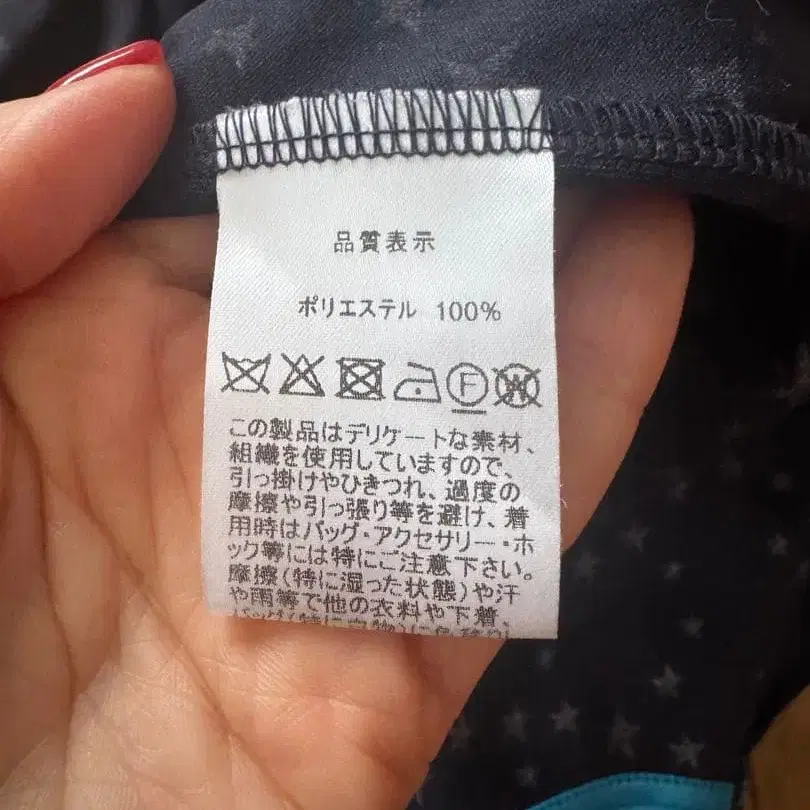 品質表示
ポリエステル 100%
F W
この製品はデリケートな素材、
組織を使用していますので、
引っ掛けやひきつれ、過度の
摩擦や引っ張り等を避け、着
用時はバッグ・アクセサリー・ホ
ック等には特にご注意下さい。
摩擦(特に湿った状態)や汗
や雨等で他の衣料や下着、